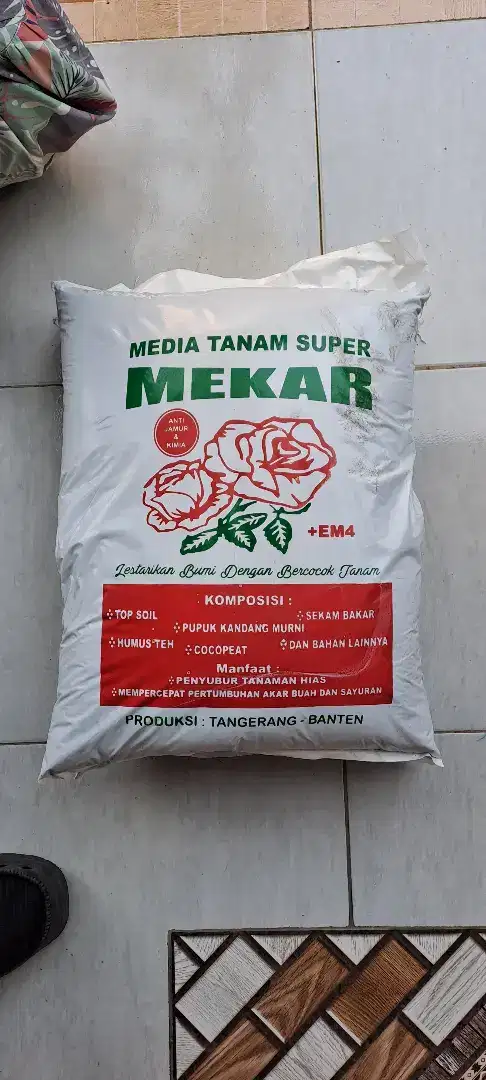 MEDIA TANAM SUPER
MEKAR
ANTI
JAMUR
&
KIMIA
+EM4
Lestarikan Bumi Dengan Bercocok Tanam
KOMPOSISI :
TOP SOIL
SEKAM BAKAR
PUPUK KANDANG MURNI
HUMUS TEH
COCOPEAT
DAN BAHAN LAINNYA
Manfaat :
PENYUBUR TANAMAN HIAS
MEMPERCEPAT PERTUMBUHAN AKAR BUAH DAN SAYURAN
PRODUKSI : TANGERANG - BANTEN